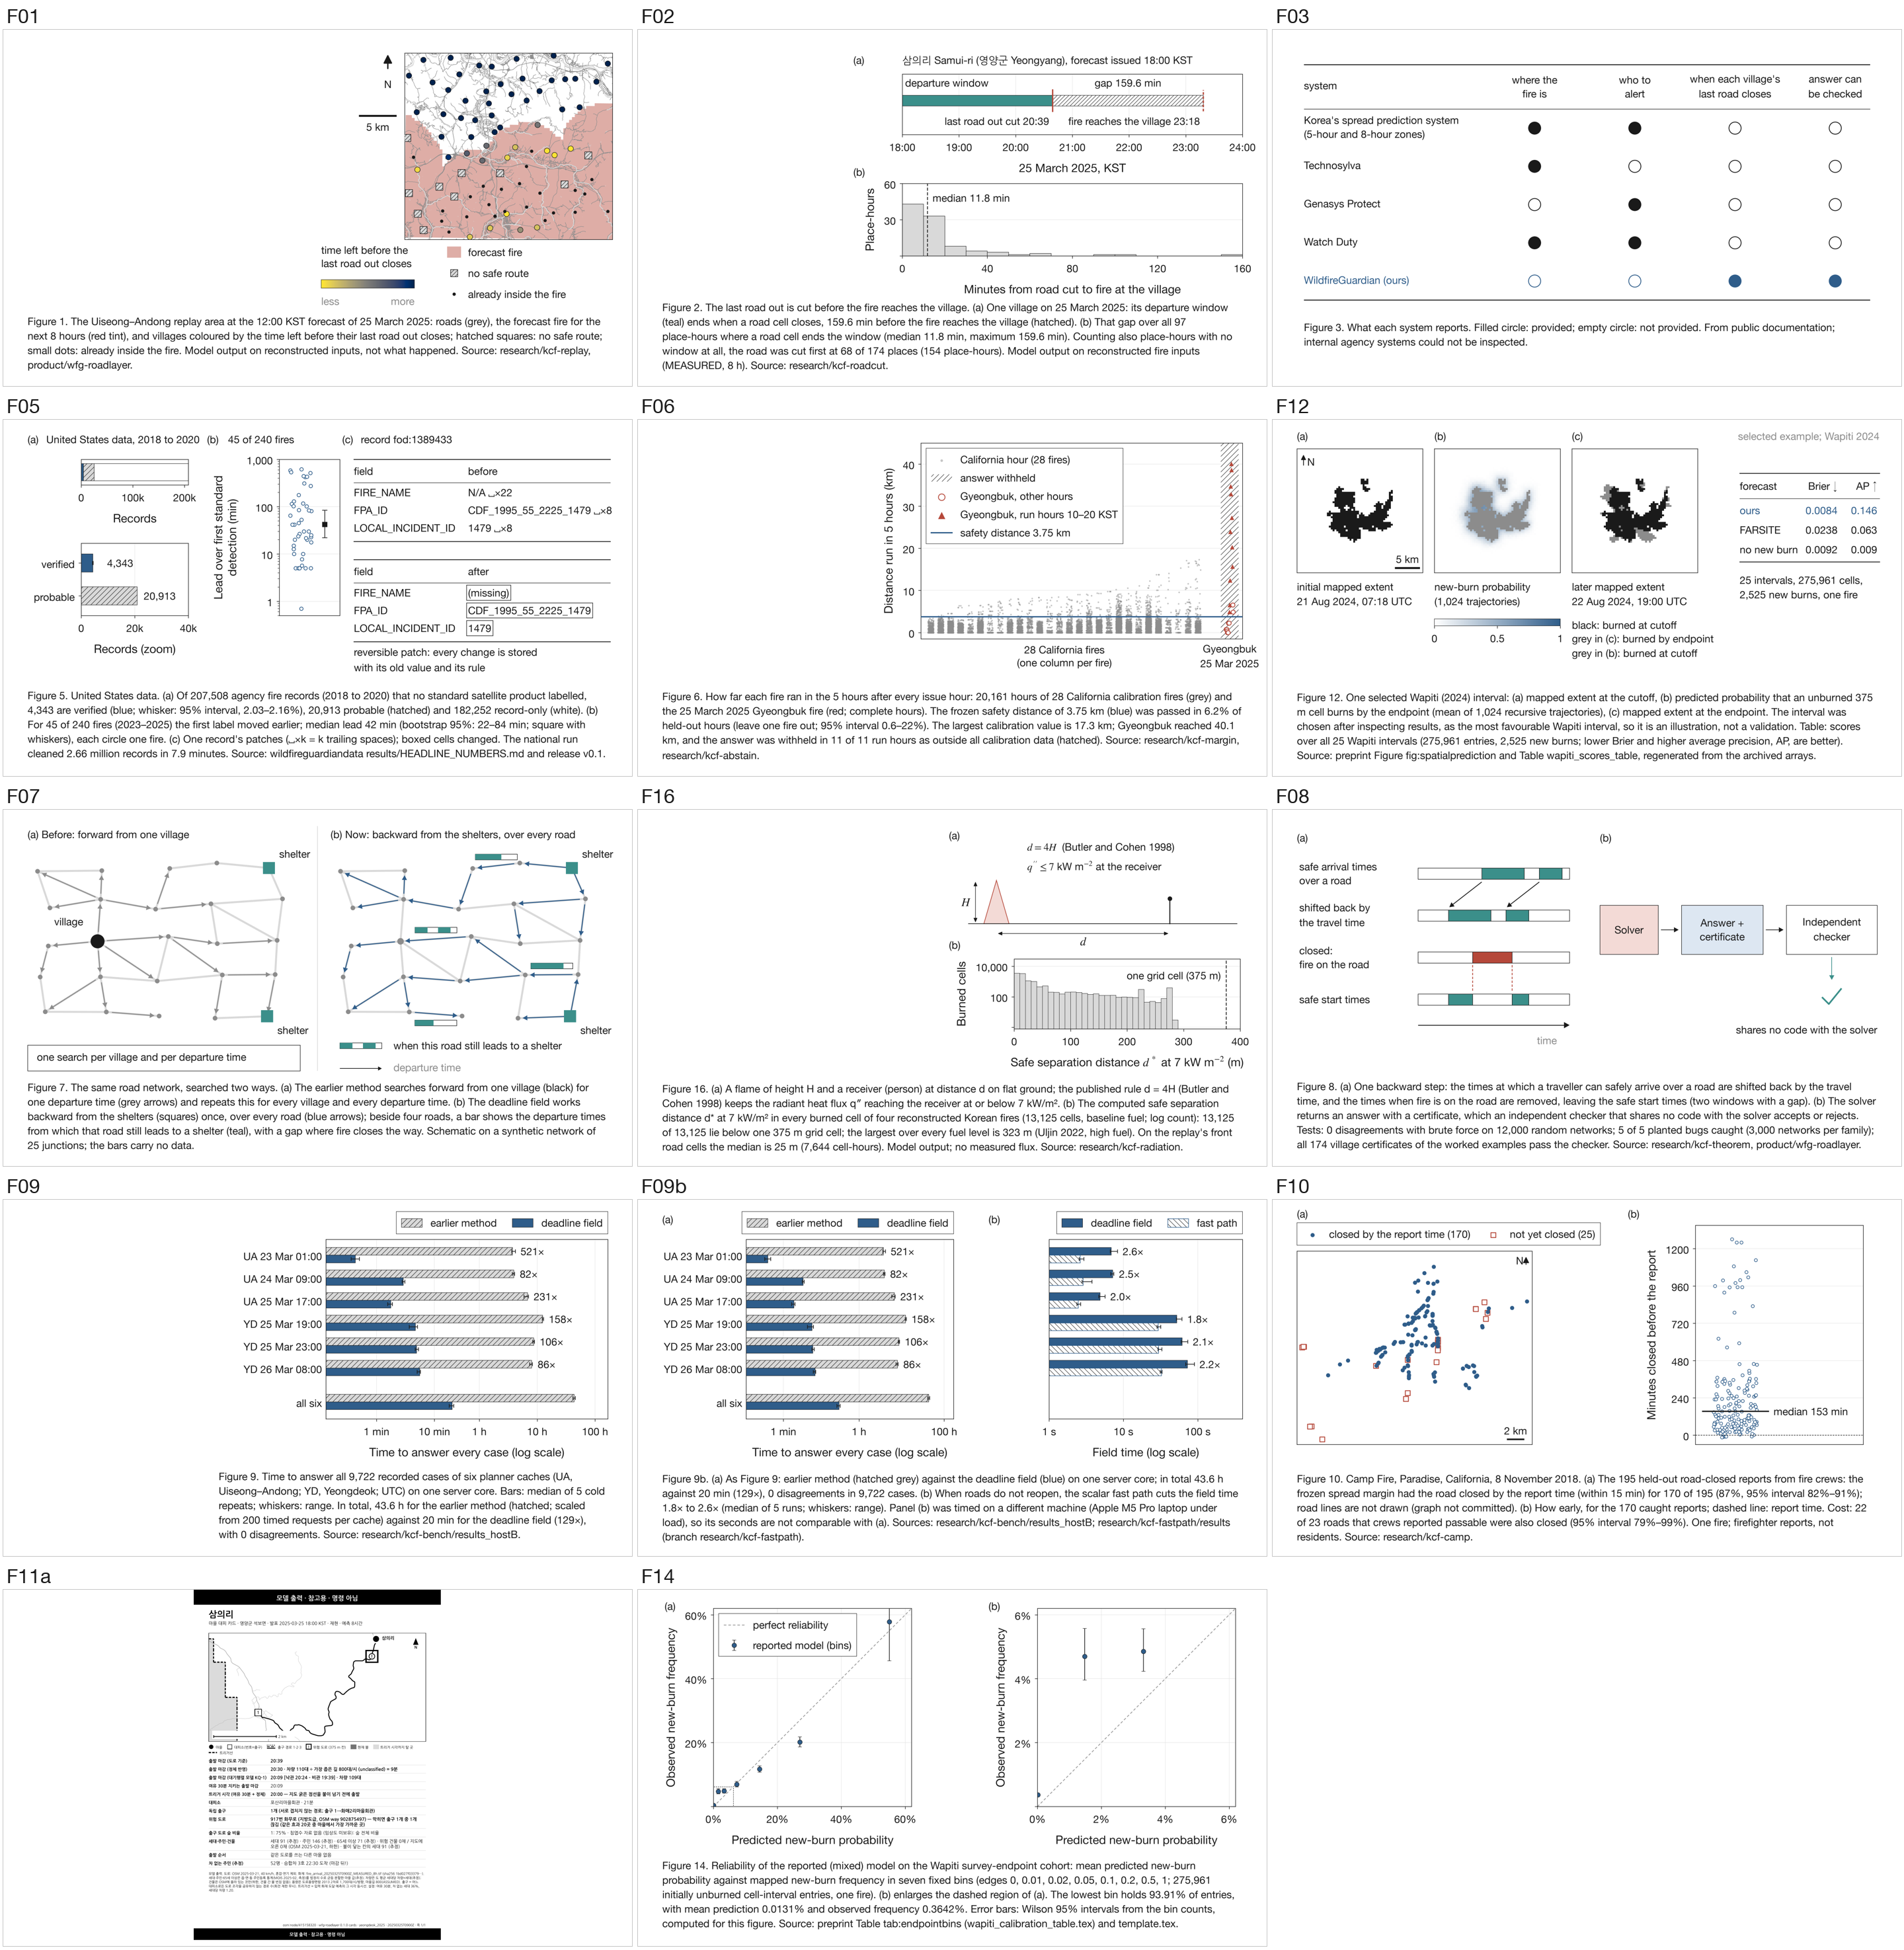 F01
N
5 km
time left before the
last road out closes
less more
forecast fire
no safe route
already inside the fire
Figure 1. The Uiseong–Andong replay area at the 12:00 KST forecast of 25 March 2025: roads (grey), the forecast fire for the
next 8 hours (red tint), and villages coloured by the time left before their last road out closes; hatched squares: no safe route;
small dots: already inside the fire. Model output on reconstructed inputs, not what happened. Source: research/kcf-replay,
product/wfg-roadlayer.
F02
(a) 삼의리 Samui-ri (영양군 Yeongyang), forecast issued 18:00 KST
departure window gap 159.6 min
last road out cut 20:39 fire reaches the village 23:18
18:00 19:00 20:00 21:00 22:00 23:00 24:00
25 March 2025, KST
(b)
Place-hours
60
30
median 11.8 min
0 40 80 120 160
Minutes from road cut to fire at the village
Figure 2. The last road out is cut before the fire reaches the village. (a) One village on 25 March 2025: its departure window
(teal) ends when a road cell closes, 159.6 min before the fire reaches the village (hatched). (b) That gap over all 97
place-hours where a road cell ends the window (median 11.8 min, maximum 159.6 min). Counting also place-hours with no
window at all, the road was cut first at 68 of 174 places (154 place-hours). Model output on reconstructed fire inputs
(MEASURED, 8 h). Source: research/kcf-roadcut.
F03
system
where the
fire is
who to
alert
when each village's
last road closes
answer can
be checked
Korea's spread prediction system
(5-hour and 8-hour zones)
Technosylva
Genasys Protect
Watch Duty
WildfireGuardian (ours)
Figure 3. What each system reports. Filled circle: provided; empty circle: not provided. From public documentation;
internal agency systems could not be inspected.
F05
(a) United States data, 2018 to 2020
0 100k 200k
Records
verified 4,343
probable 20,913
0 20k 40k
Records (zoom)
(b) 45 of 240 fires
Lead over first standard
detection (min)
1,000
100
10
1
(c) record fod:1389433
field before
FIRE_NAME N/A ⎵×22
FPA_ID CDF_1995_55_2225_1479 ⎵×8
LOCAL_INCIDENT_ID 1479 ⎵×8
field after
FIRE_NAME (missing)
FPA_ID CDF_1995_55_2225_1479
LOCAL_INCIDENT_ID 1479
reversible patch: every change is stored
with its old value and its rule
Figure 5. United States data. (a) Of 207,508 agency fire records (2018 to 2020) that no standard satellite product labelled,
4,343 are verified (blue; whisker: 95% interval, 2.03–2.16%), 20,913 probable (hatched) and 182,252 record-only (white). (b)
For 45 of 240 fires (2023–2025) the first label moved earlier; median lead 42 min (bootstrap 95%: 22–84 min; square with
whiskers), each circle one fire. (c) One record's patches (⎵×k = k trailing spaces); boxed cells changed. The national run
cleaned 2.66 million records in 7.9 minutes. Source: wildfireguardiandata results/HEADLINE_NUMBERS.md and release v0.1.
F06
Distance run in 5 hours (km)
40
30
20
10
0
California hour (28 fires)
answer withheld
Gyeongbuk, other hours
Gyeongbuk, run hours 10–20 KST
safety distance 3.75 km
28 California fires
(one column per fire)
Gyeongbuk
25 Mar 2025
Figure 6. How far each fire ran in the 5 hours after every issue hour: 20,161 hours of 28 California calibration fires (grey) and
the 25 March 2025 Gyeongbuk fire (red; complete hours). The frozen safety distance of 3.75 km (blue) was passed in 6.2% of
held-out hours (leave one fire out; 95% interval 0.6–22%). The largest calibration value is 17.3 km; Gyeongbuk reached 40.1
km, and the answer was withheld in 11 of 11 run hours as outside all calibration data (hatched). Source: research/kcf-margin,
research/kcf-abstain.
F12
(a) (b) (c) selected example; Wapiti 2024
N
5 km
initial mapped extent
21 Aug 2024, 07:18 UTC
new-burn probability
(1,024 trajectories)
0 0.5 1
later mapped extent
22 Aug 2024, 19:00 UTC
black: burned at cutoff
grey in (c): burned by endpoint
grey in (b): burned at cutoff
forecast Brier ↓ AP ↑
ours 0.0084 0.146
FARSITE 0.0238 0.063
no new burn 0.0092 0.009
25 intervals, 275,961 cells,
2,525 new burns, one fire
Figure 12. One selected Wapiti (2024) interval: (a) mapped extent at the cutoff, (b) predicted probability that an unburned 375
m cell burns by the endpoint (mean of 1,024 recursive trajectories), (c) mapped extent at the endpoint. The interval was
chosen after inspecting results, as the most favourable Wapiti interval, so it is an illustration, not a validation. Table: scores
over all 25 Wapiti intervals (275,961 entries, 2,525 new burns; lower Brier and higher average precision, AP, are better).
Source: preprint Figure fig:spatialprediction and Table wapiti_scores_table, regenerated from the archived arrays.
F07
(a) Before: forward from one village
shelter
village
shelter
one search per village and per departure time
(b) Now: backward from the shelters, over every road
shelter
shelter
when this road still leads to a shelter
departure time
Figure 7. The same road network, searched two ways. (a) The earlier method searches forward from one village (black) for
one departure time (grey arrows) and repeats this for every village and every departure time. (b) The deadline field works
backward from the shelters (squares) once, over every road (blue arrows); beside four roads, a bar shows the departure times
from which that road still leads to a shelter (teal), with a gap where fire closes the way. Schematic on a synthetic network of
25 junctions; the bars carry no data.
F16
(a)
d = 4H (Butler and Cohen 1998)
q″ ≤ 7 kW m−2 at the receiver
H
d
(b)
Burned cells
10,000
100
one grid cell (375 m)
0 100 200 300 400
Safe separation distance d* at 7 kW m−2 (m)
Figure 16. (a) A flame of height H and a receiver (person) at distance d on flat ground; the published rule d = 4H (Butler and
Cohen 1998) keeps the radiant heat flux q″ reaching the receiver at or below 7 kW/m². (b) The computed safe separation
distance d* at 7 kW/m² in every burned cell of four reconstructed Korean fires (13,125 cells, baseline fuel; log count): 13,125
of 13,125 lie below one 375 m grid cell; the largest over every fuel level is 323 m (Uljin 2022, high fuel). On the replay's front
road cells the median is 25 m (7,644 cell-hours). Model output; no measured flux. Source: research/kcf-radiation.
F08
(a)
safe arrival times
over a road
shifted back by
the travel time
closed:
fire on the road
safe start times
time
(b)
Solver
Answer +
certificate
Independent
checker
shares no code with the solver
Figure 8. (a) One backward step: the times at which a traveller can safely arrive over a road are shifted back by the travel
time, and the times when fire is on the road are removed, leaving the safe start times (two windows with a gap). (b) The solver
returns an answer with a certificate, which an independent checker that shares no code with the solver accepts or rejects.
Tests: 0 disagreements with brute force on 12,000 random networks; 5 of 5 planted bugs caught (3,000 networks per family);
all 174 village certificates of the worked examples pass the checker. Source: research/kcf-theorem, product/wfg-roadlayer.
F09
earlier method deadline field
UA 23 Mar 01:00 521×
UA 24 Mar 09:00 82×
UA 25 Mar 17:00 231×
YD 25 Mar 19:00 158×
YD 25 Mar 23:00 106×
YD 26 Mar 08:00 86×
all six
1 min 10 min 1 h 10 h 100 h
Time to answer every case (log scale)
Figure 9. Time to answer all 9,722 recorded cases of six planner caches (UA,
Uiseong–Andong; YD, Yeongdeok; UTC) on one server core. Bars: median of 5 cold
repeats; whiskers: range. In total, 43.6 h for the earlier method (hatched; scaled
from 200 timed requests per cache) against 20 min for the deadline field (129×),
with 0 disagreements. Source: research/kcf-bench/results_hostB.
F09b
(a) earlier method deadline field
UA 23 Mar 01:00 521×
UA 24 Mar 09:00 82×
UA 25 Mar 17:00 231×
YD 25 Mar 19:00 158×
YD 25 Mar 23:00 106×
YD 26 Mar 08:00 86×
all six
1 min 1 h 100 h
Time to answer every case (log scale)
(b) deadline field fast path
2.6×
2.5×
2.0×
1.8×
2.1×
2.2×
1 s 10 s 100 s
Field time (log scale)
Figure 9b. (a) As Figure 9: earlier method (hatched grey) against the deadline field (blue) on one server core; in total 43.6 h
against 20 min (129×), 0 disagreements in 9,722 cases. (b) When roads do not reopen, the scalar fast path cuts the field time
1.8× to 2.6× (median of 5 runs; whiskers: range). Panel (b) was timed on a different machine (Apple M5 Pro laptop under
load), so its seconds are not comparable with (a). Sources: research/kcf-bench/results_hostB; research/kcf-fastpath/results
(branch research/kcf-fastpath).
F10
(a)
closed by the report time (170) not yet closed (25)
N
2 km
(b)
Minutes closed before the report
1200
960
720
480
240
0
median 153 min
Figure 10. Camp Fire, Paradise, California, 8 November 2018. (a) The 195 held-out road-closed reports from fire crews: the
frozen spread margin had the road closed by the report time (within 15 min) for 170 of 195 (87%, 95% interval 82%–91%);
road lines are not drawn (graph not committed). (b) How early, for the 170 caught reports; dashed line: report time. Cost: 22
of 23 roads that crews reported passable were also closed (95% interval 79%–99%). One fire; firefighter reports, not
residents. Source: research/kcf-camp.
F11a
모델 출력 · 참고용 · 명령 아님
삼의리
삼의리
출발 마감 (도로 기준) 20:39
여유 30분 지키는 출발 마감 20:09
대피소
독립 출구
위험 도로
발령 순서
모델 출력 · 참고용 · 명령 아님
F14
(a)
Observed new-burn frequency
60%
40%
20%
0%
perfect reliability
reported model (bins)
0% 20% 40% 60%
Predicted new-burn probability
(b)
Observed new-burn frequency
6%
4%
2%
0% 2% 4% 6%
Predicted new-burn probability
Figure 14. Reliability of the reported (mixed) model on the Wapiti survey-endpoint cohort: mean predicted new-burn
probability against mapped new-burn frequency in seven fixed bins (edges 0, 0.01, 0.02, 0.05, 0.1, 0.2, 0.5, 1; 275,961
initially unburned cell-interval entries, one fire). (b) enlarges the dashed region of (a). The lowest bin holds 93.91% of entries,
with mean prediction 0.0131% and observed frequency 0.3642%. Error bars: Wilson 95% intervals from the bin counts,
computed for this figure. Source: preprint Table tab:endpointbins (wapiti_calibration_table.tex) and template.tex.